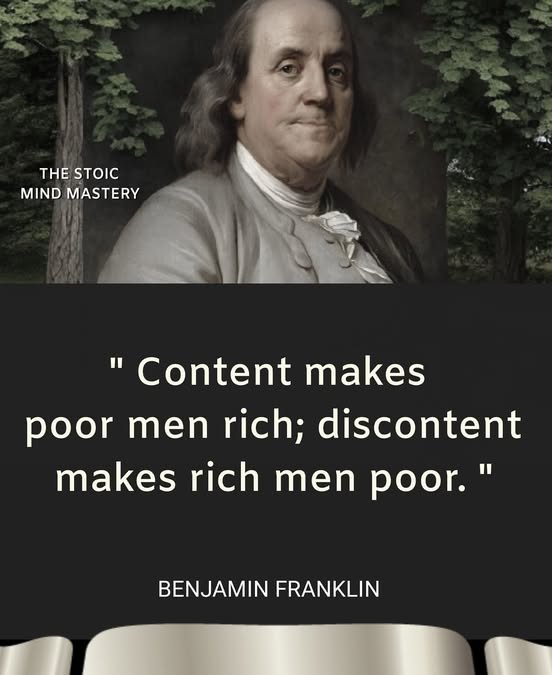 THE STOIC
MIND MASTERY
" Content makes
poor men rich; discontent
makes rich men poor. "
BENJAMIN FRANKLIN